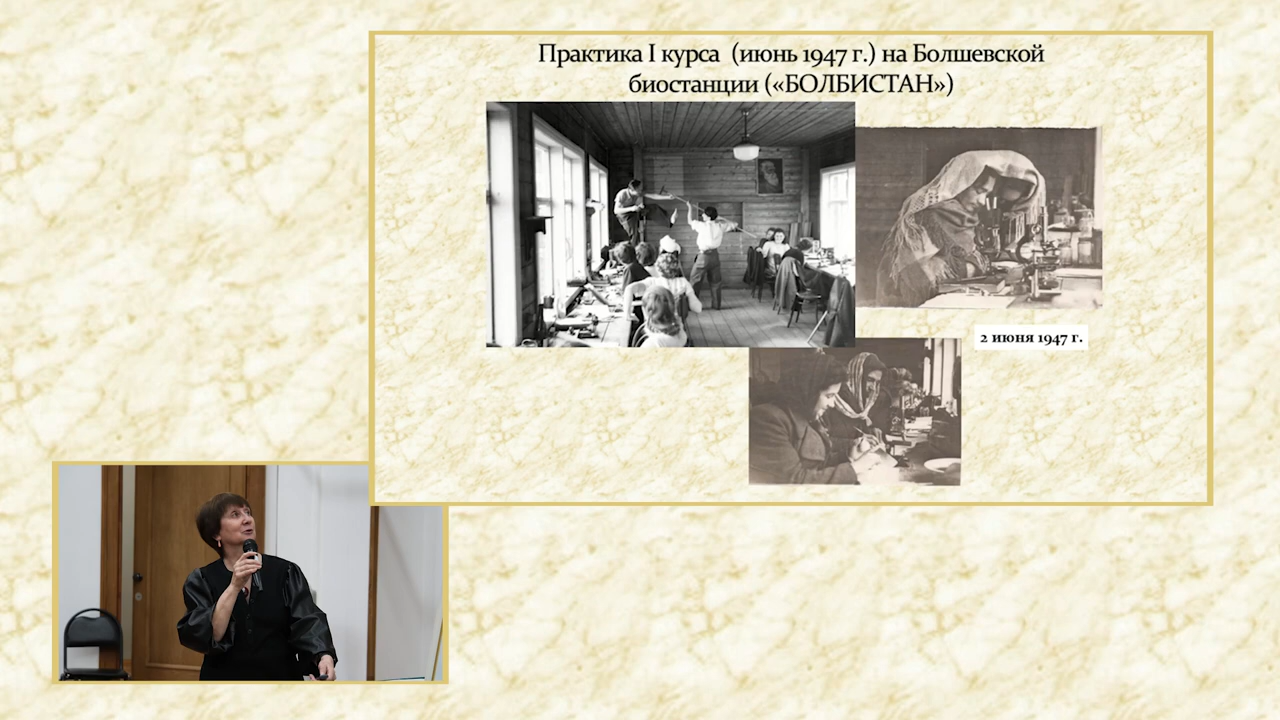 Практика I курса (июнь 1947 г.) на Болшевской
биостанции («БОЛБИСТАН»)
2 июня 1947 г.